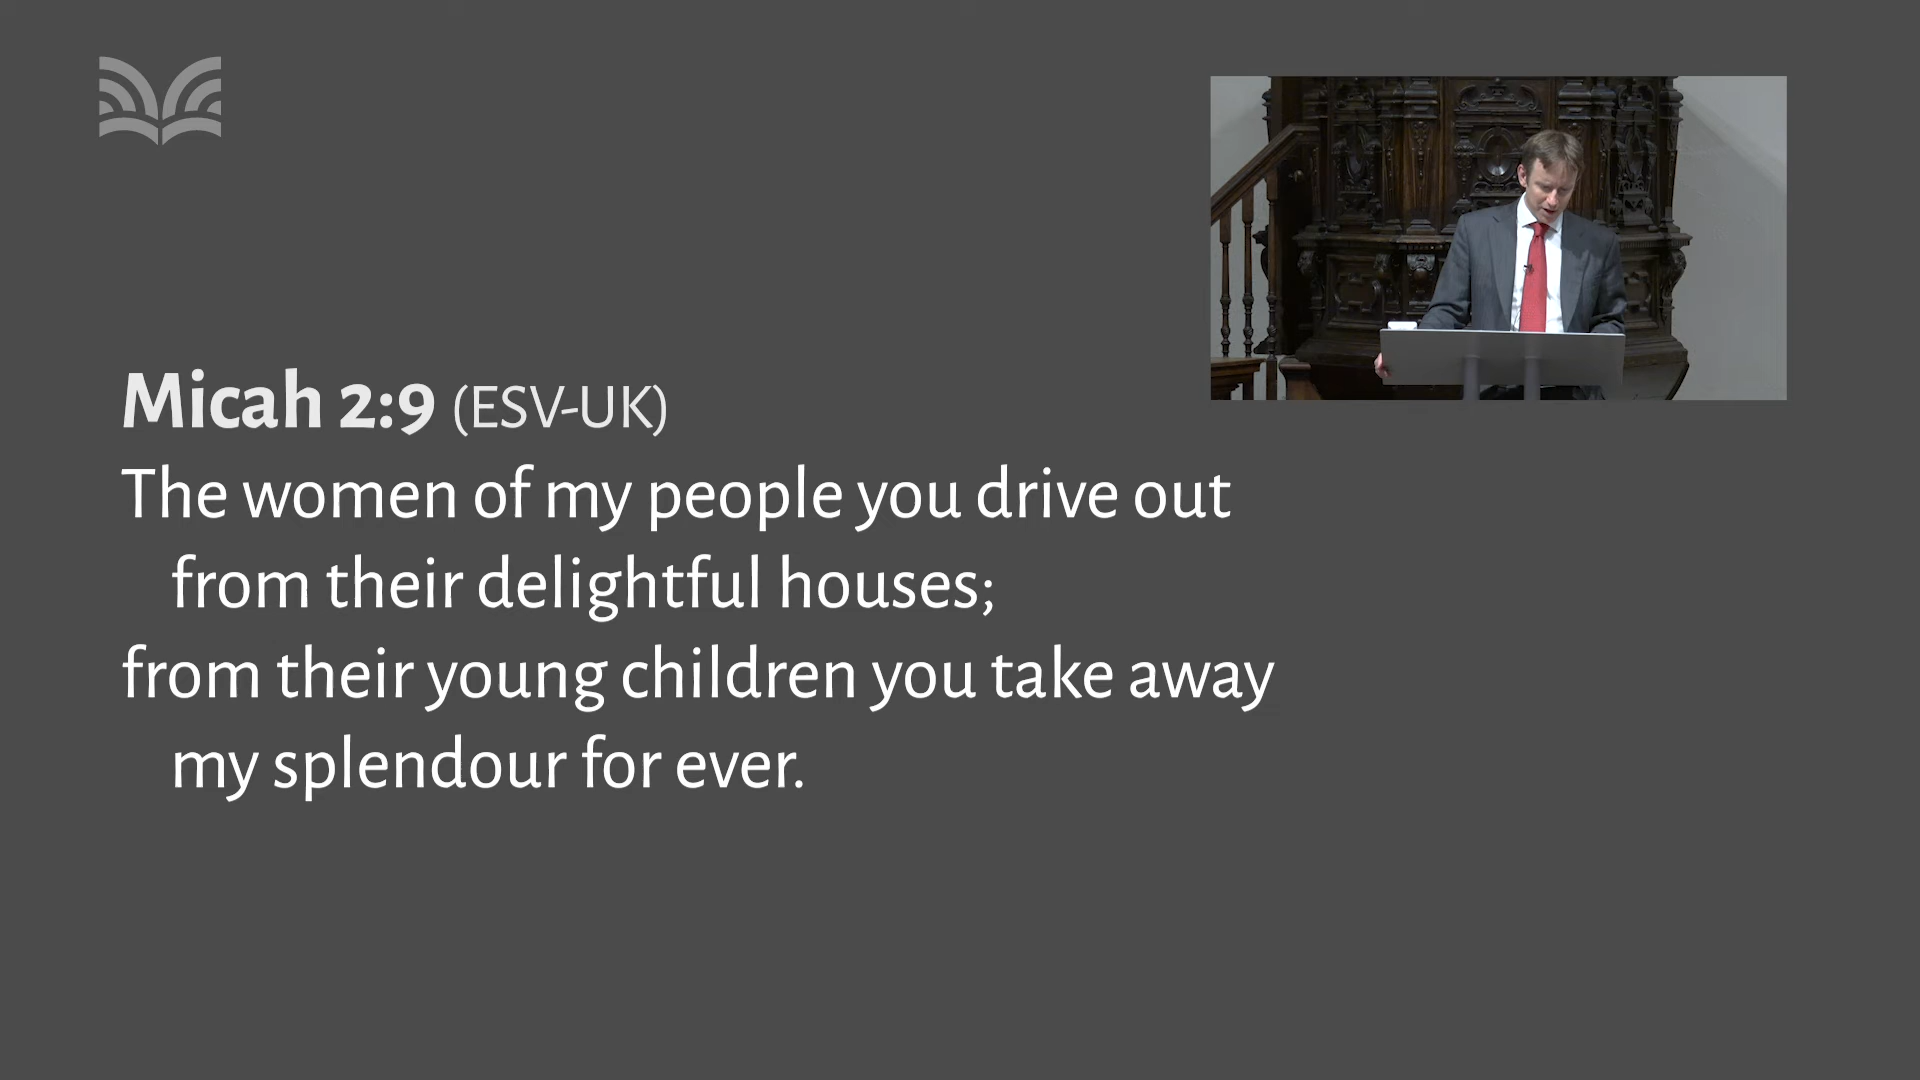 Micah 2:9 (ESV-UK)
The women of my people you drive out
from their delightful houses;
from their young children you take away
my splendour for ever.